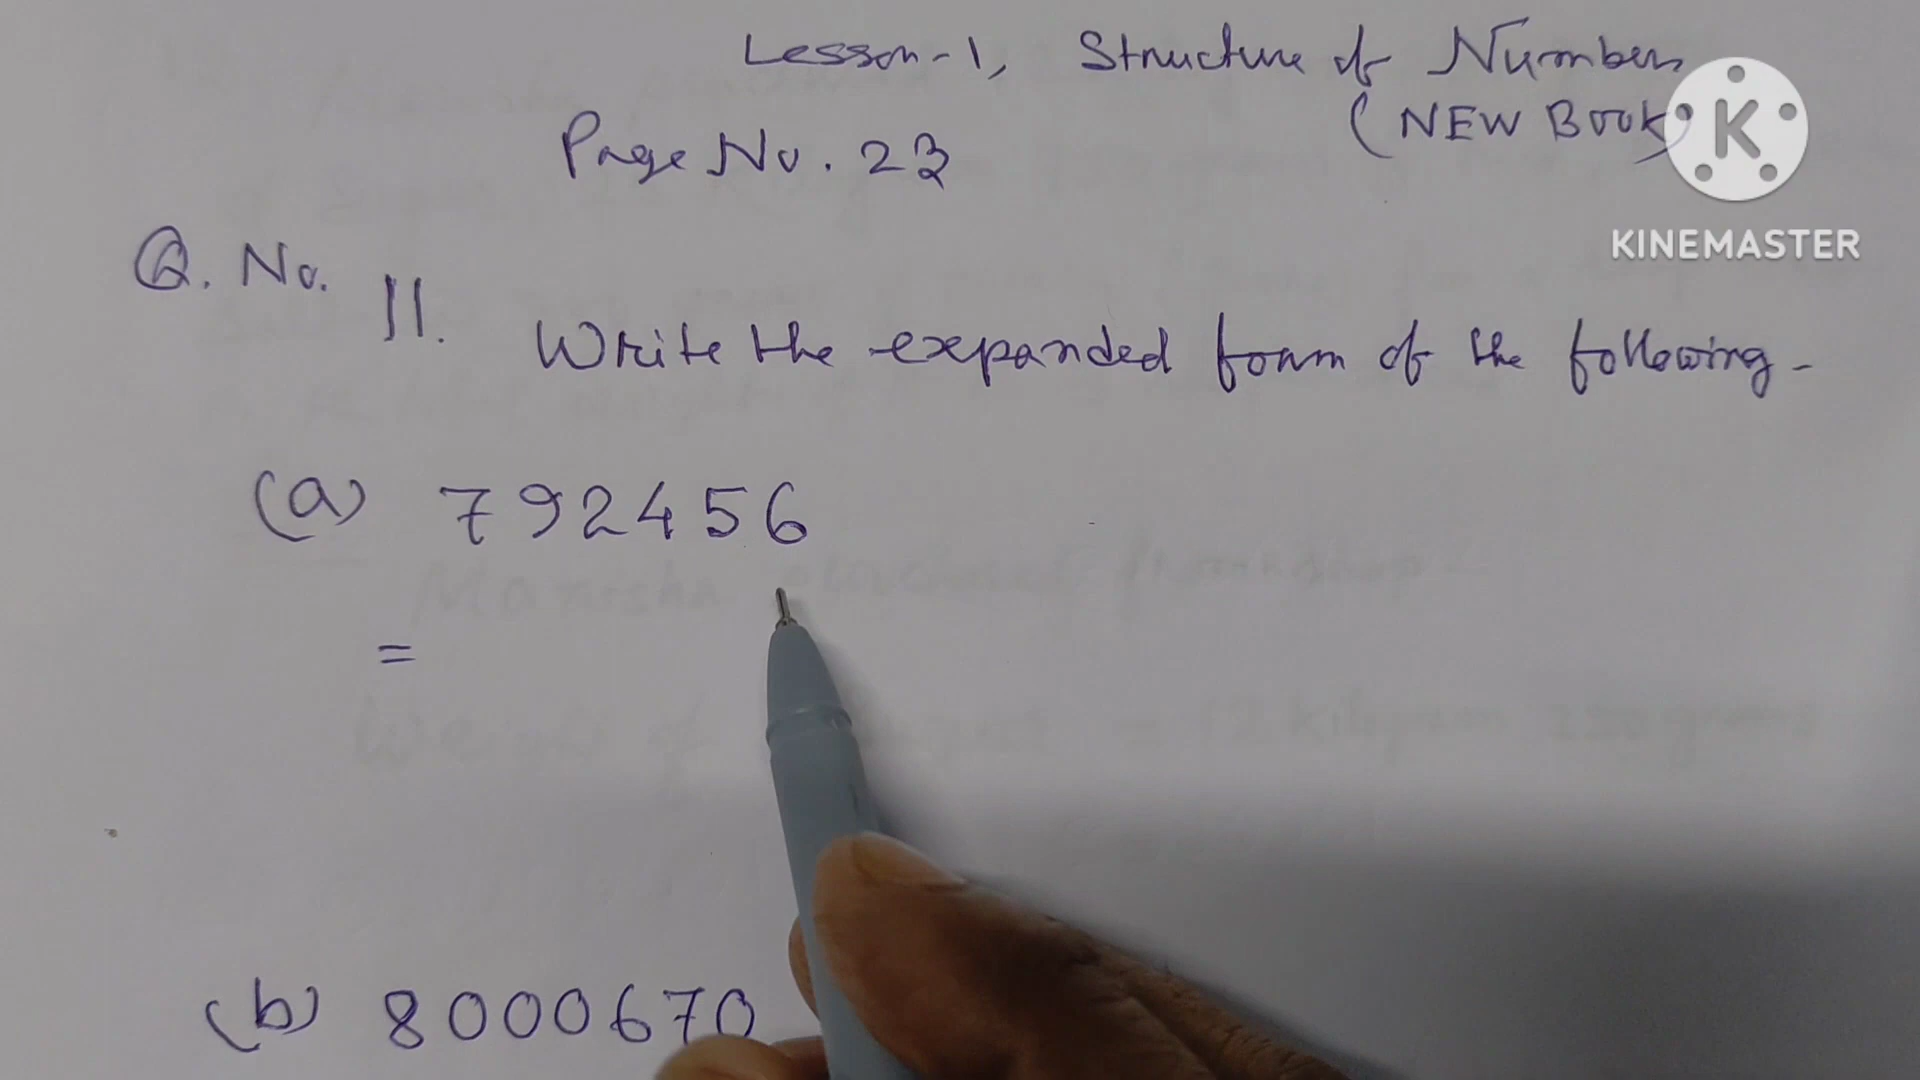 Lesson-1, Structure of Numbers
(NEW Book)
Page No. 23
Q. No. 11. Write the expanded form of the following-
(a) 792456
=
(b) 8000670
K
KINEMASTER